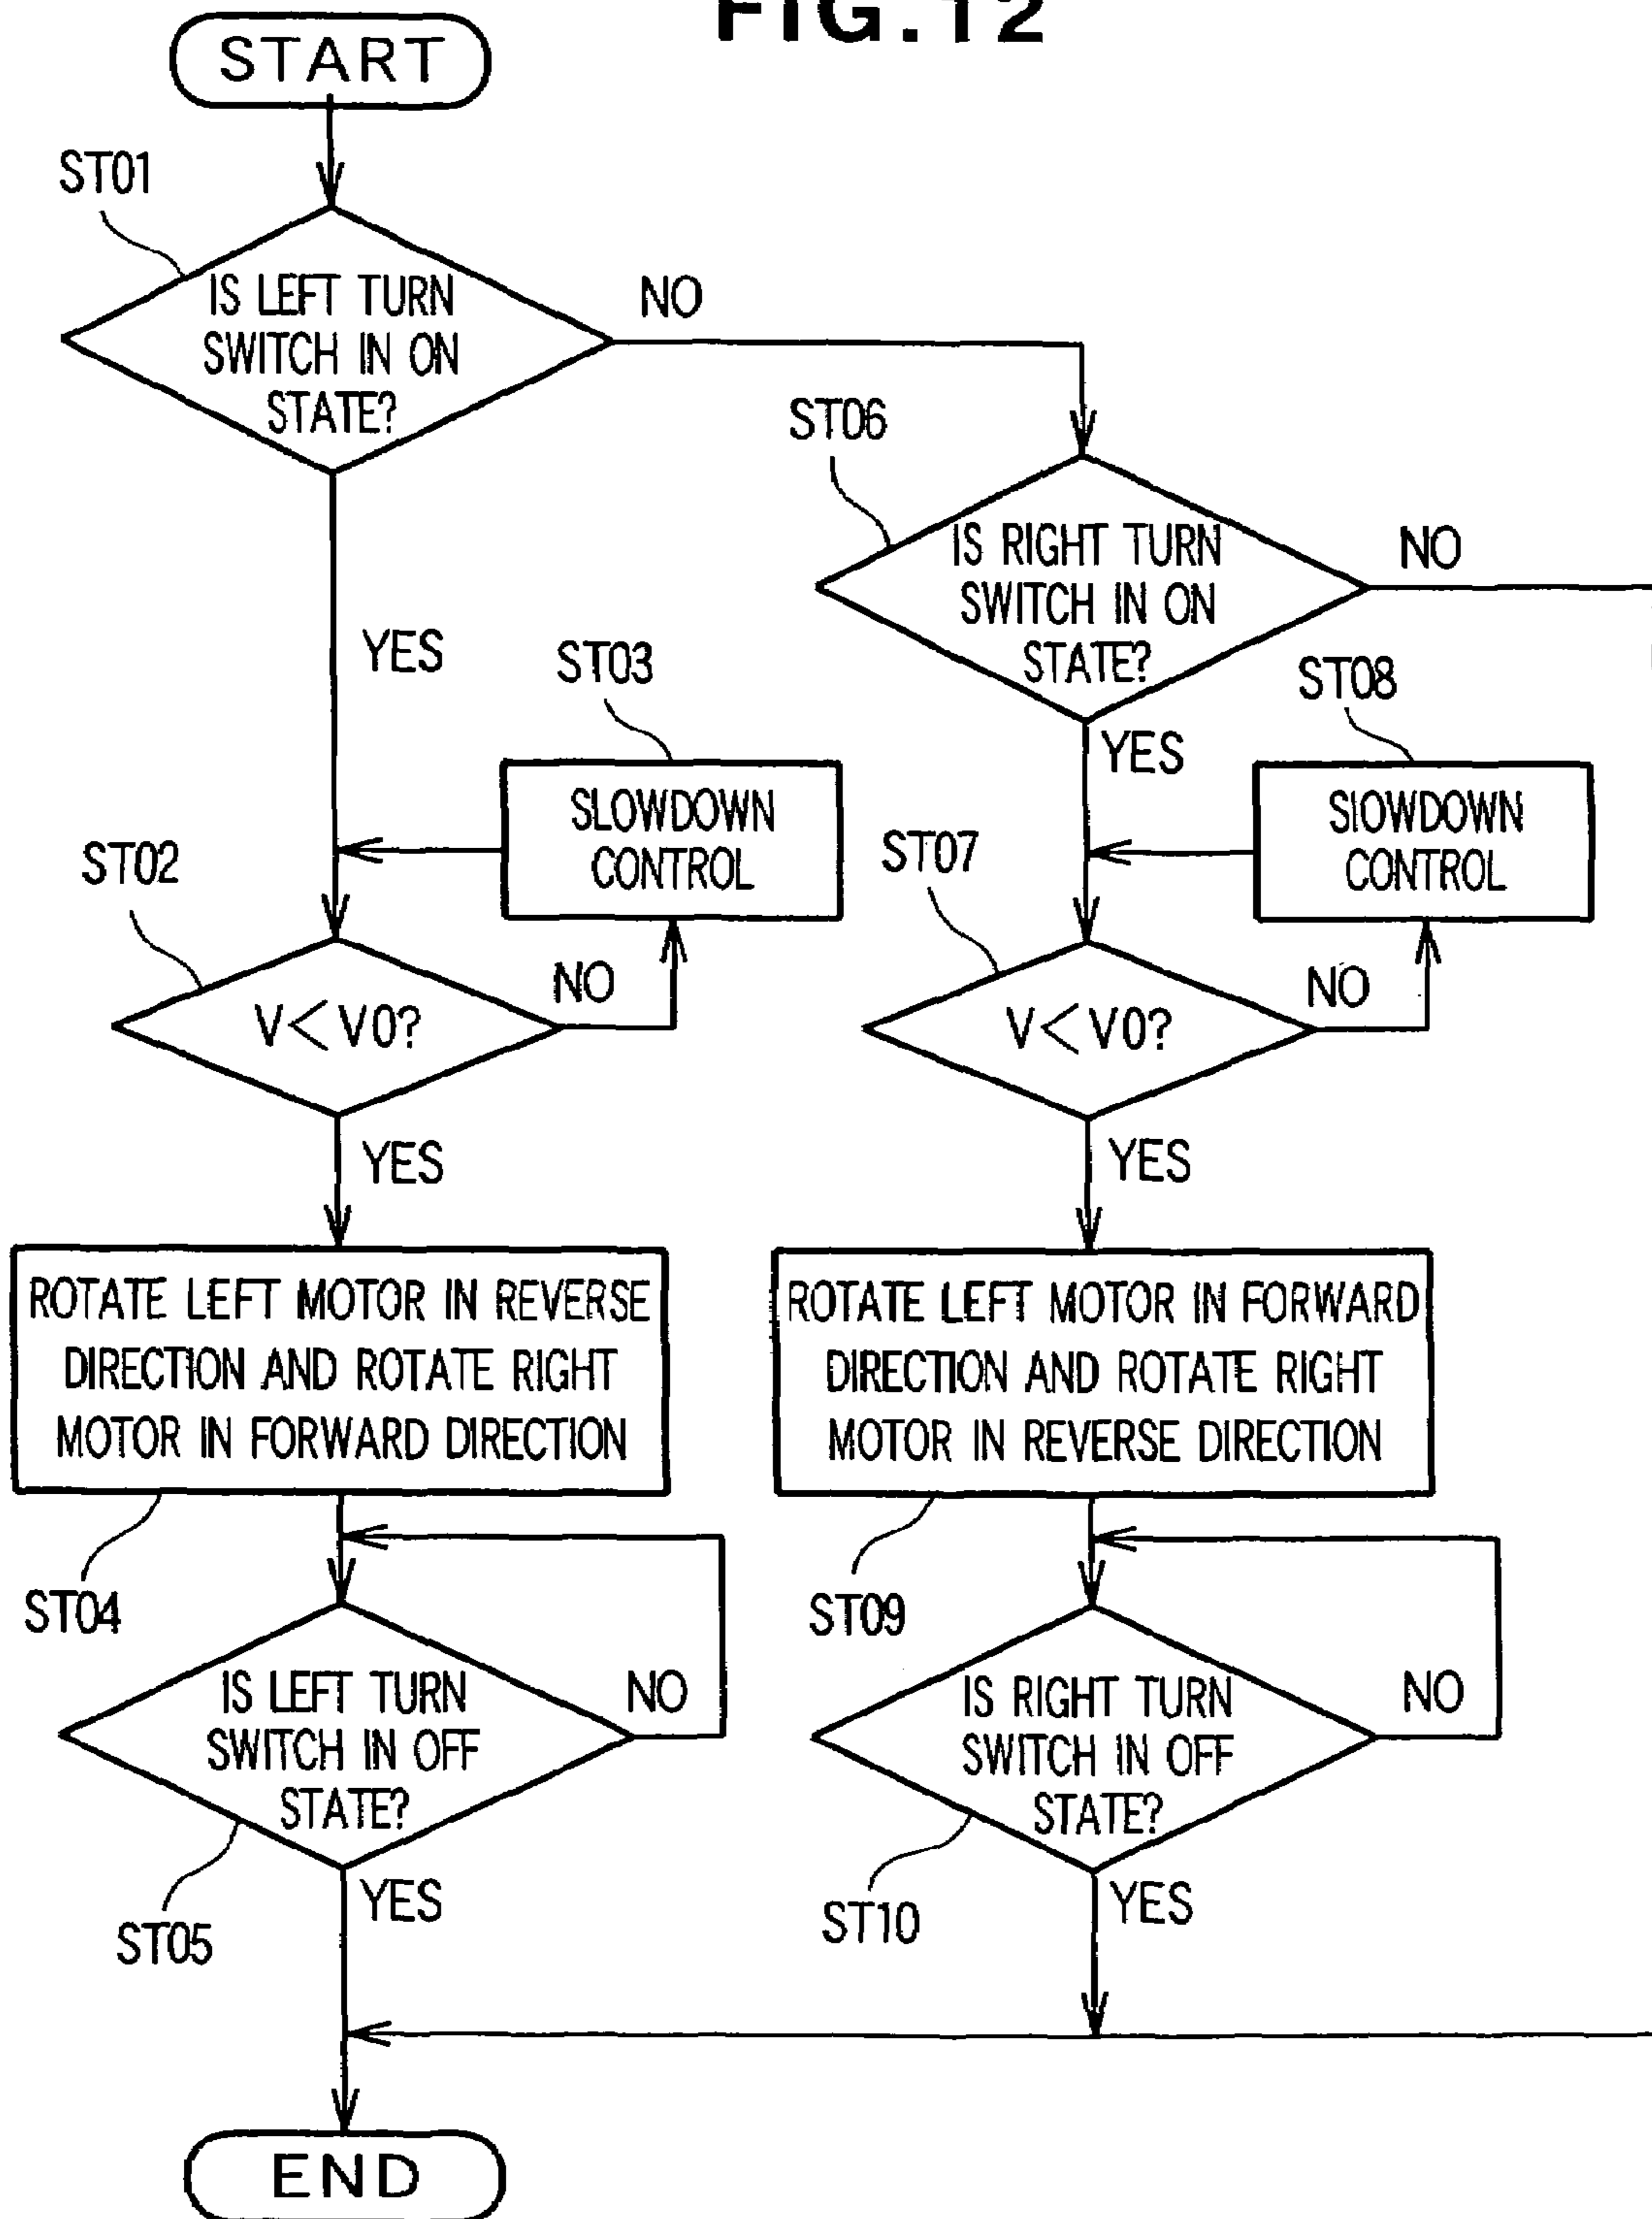 FIG.12
START
ST01
IS LEFT TURN
SWITCH IN ON
STATE?
NO
YES
ST06
IS RIGHT TURN
SWITCH IN ON
STATE?
NO
YES
ST03
SLOWDOWN
CONTROL
ST02
V<V0?
NO
YES
ST08
SIOWDOWN
CONTROL
ST07
V<V0?
NO
YES
ROTATE LEFT MOTOR IN REVERSE
DIRECTION AND ROTATE RIGHT
MOTOR IN FORWARD DIRECTION
ST04
ROTATE LEFT MOTOR IN FORWARD
DIRECTION AND ROTATE RIGHT
MOTOR IN REVERSE DIRECTION
ST09
IS LEFT TURN
SWITCH IN OFF
STATE?
NO
YES
ST05
IS RIGHT TURN
SWITCH IN OFF
STATE?
NO
YES
ST10
END